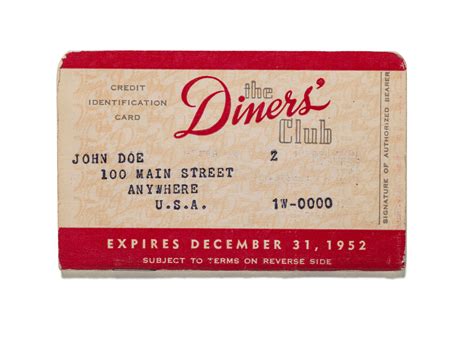 CREDIT
IDENTIFICATION
CARD
the
Diners'
Club
SIGNATURE OF AUTHORIZED BEARER
JOHN DOE 2
100 MAIN STREET
ANYWHERE
U.S.A. 1W-0000
EXPIRES DECEMBER 31, 1952
SUBJECT TO TERMS ON REVERSE SIDE